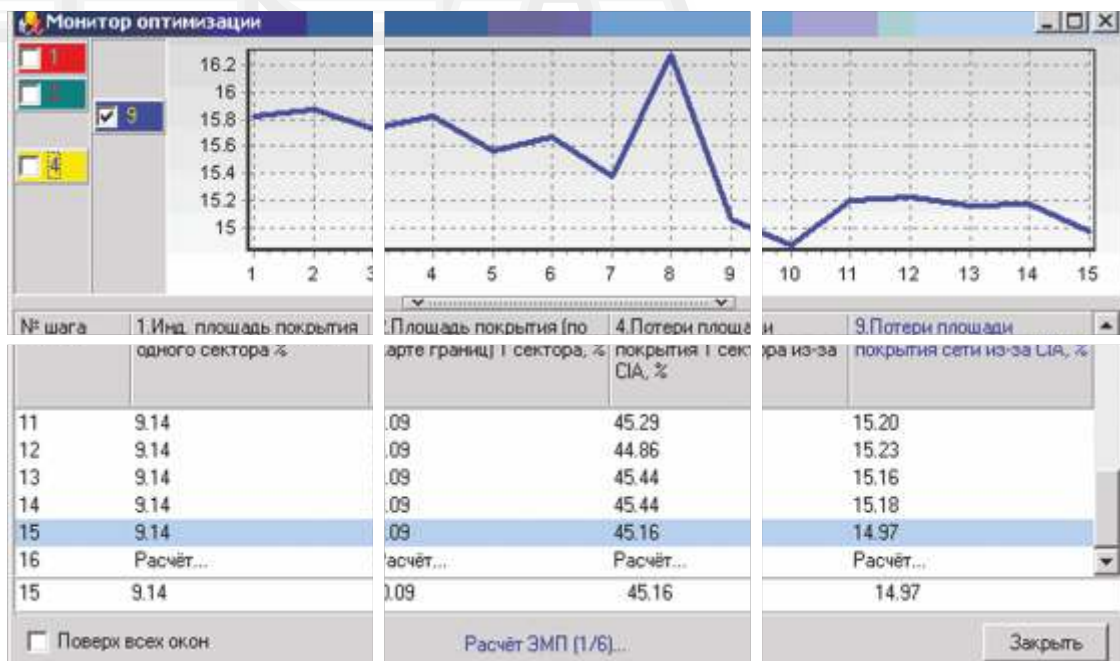 Монитор оптимизации
1
2
9
4
16.2
16
15.8
15.6
15.4
15.2
15
1 2 3 4 5 6 7 8 9 10 11 12 13 14 15
№ шага 1.Инд. площадь покрытия .Площадь покрытия (по 4.Потери площа и 9.Потери площади
одного сектора % карте границ) 1 сектора, % покрытия 1 сек ора из-за покрытия сети из-за CIA, %
CIA, %
11 9.14 .09 45.29 15.20
12 9.14 .09 44.86 15.23
13 9.14 .09 45.44 15.16
14 9.14 .09 45.44 15.18
15 9.14 .09 45.16 14.97
16 Расчёт... Расчёт... Расчёт... Расчёт...
15 9.14 0.09 45.16 14.97
Поверх всех окон Расчёт ЭМП (1/6)... Закрыть